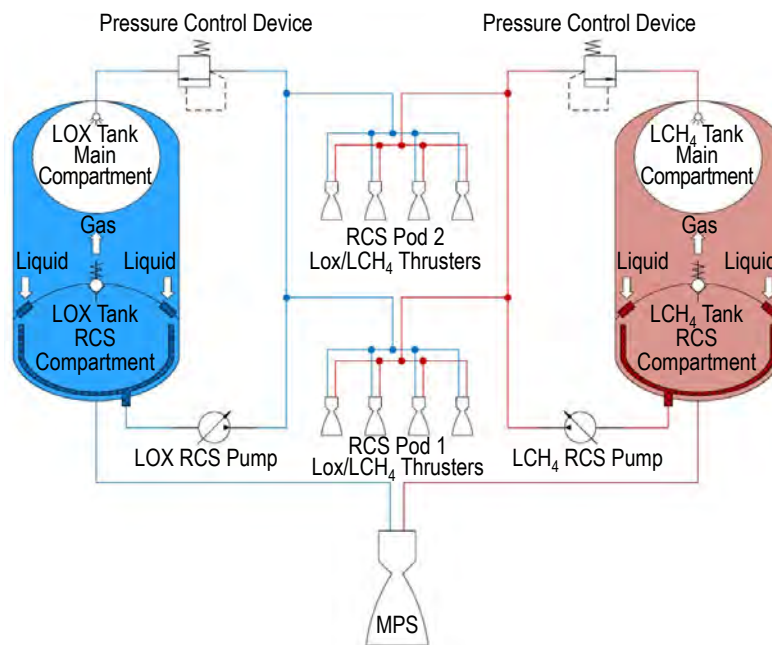 Pressure Control Device
Pressure Control Device
LOX Tank
Main
Compartment
LCH4 Tank
Main
Compartment
Gas
Gas
Liquid
Liquid
Liquid
Liquid
RCS Pod 2
Lox/LCH4 Thrusters
LOX Tank
RCS
Compartment
LCH4 Tank
RCS
Compartment
LOX RCS Pump
RCS Pod 1
Lox/LCH4 Thrusters
LCH4 RCS Pump
MPS